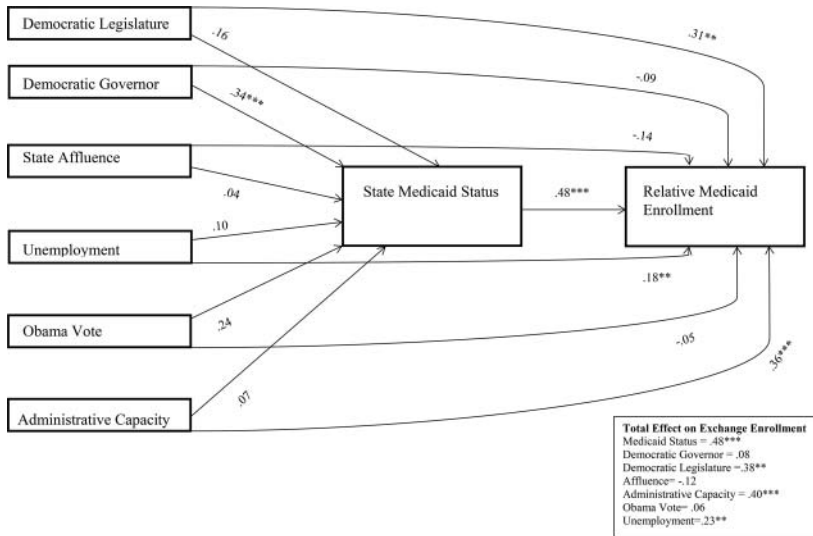 Democratic Legislature
.16
.31**
Democratic Governor
.34***
-.09
State Affluence
.04
-.14
State Medicaid Status
.48***
Relative Medicaid
Enrollment
Unemployment
.10
.18**
Obama Vote
.24
-.05
Administrative Capacity
.07
.36***
Total Effect on Exchange Enrollment
Medicaid Status = .48***
Democratic Governor = .08
Democratic Legislature =.38**
Affluence= -.12
Administrative Capacity = .40***
Obama Vote= .06
Unemployment=.23**